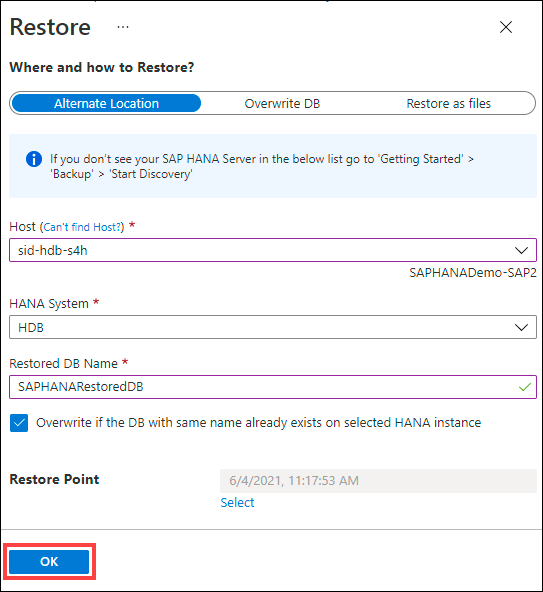 Restore ...
Where and how to Restore?
Alternate Location Overwrite DB Restore as files
If you don't see your SAP HANA Server in the below list go to 'Getting Started' >
'Backup' > 'Start Discovery'
Host (Can't find Host?) *
sid-hdb-s4h
SAPHANADemo-SAP2
HANA System *
HDB
Restored DB Name *
SAPHANARestoredDB
Overwrite if the DB with same name already exists on selected HANA instance
Restore Point 6/4/2021, 11:17:53 AM
Select
OK